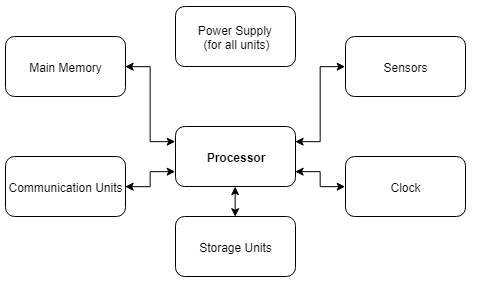 Power Supply
(for all units)
Main Memory
Sensors
Processor
Communication Units
Clock
Storage Units